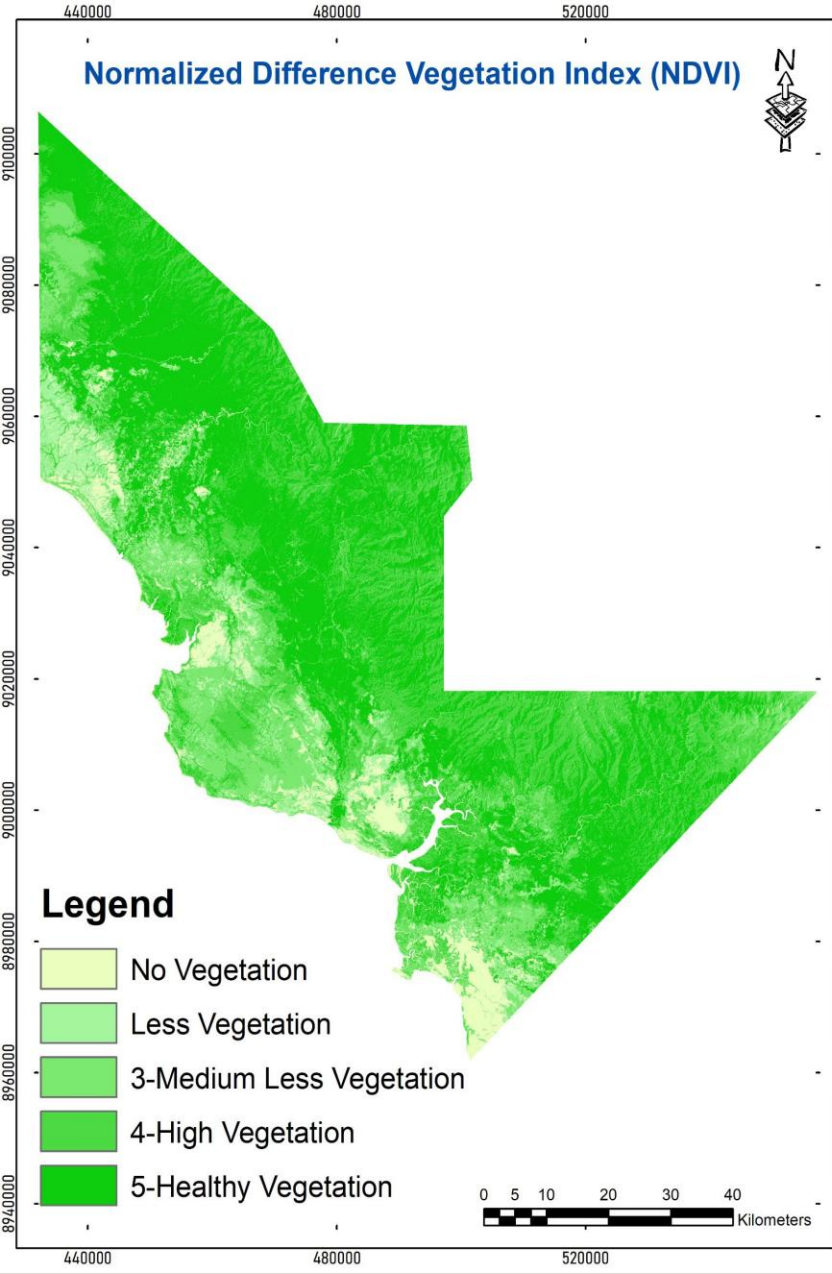 440000 480000 520000
Normalized Difference Vegetation Index (NDVI)
N
9100000
9080000
9060000
9040000
9020000
9000000
8980000
8960000
8940000
Legend
No Vegetation
Less Vegetation
3-Medium Less Vegetation
4-High Vegetation
5-Healthy Vegetation
0 5 10 20 30 40
Kilometers
440000 480000 520000